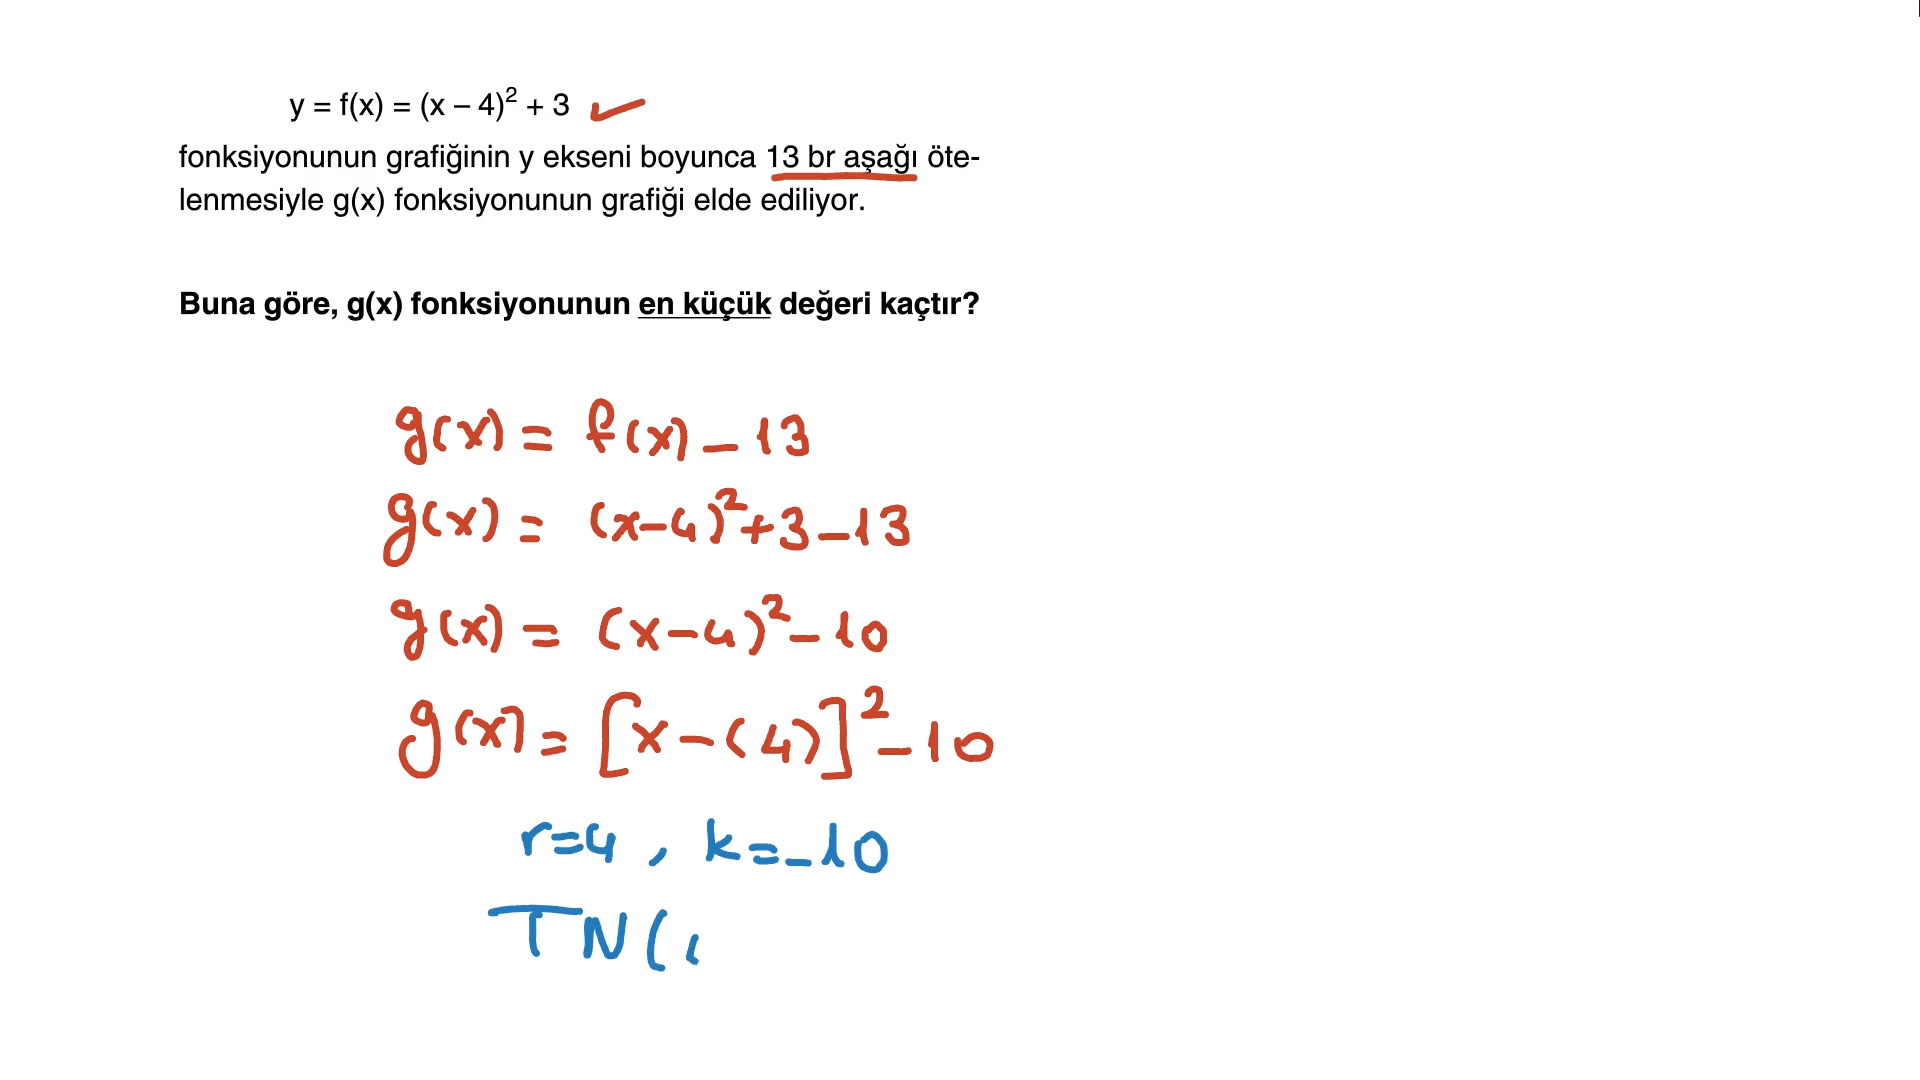 y = f(x) = (x – 4)² + 3
fonksiyonunun grafiğinin y ekseni boyunca 13 br aşağı öte-
lenmesiyle g(x) fonksiyonunun grafiği elde ediliyor.
Buna göre, g(x) fonksiyonunun en küçük değeri kaçtır?
g(x) = f(x) – 13
g(x) = (x-4)²+3-13
g(x) = (x-4)²-10
g(x) = [x-(4)]²-10
r=4 , k=-10
TN(